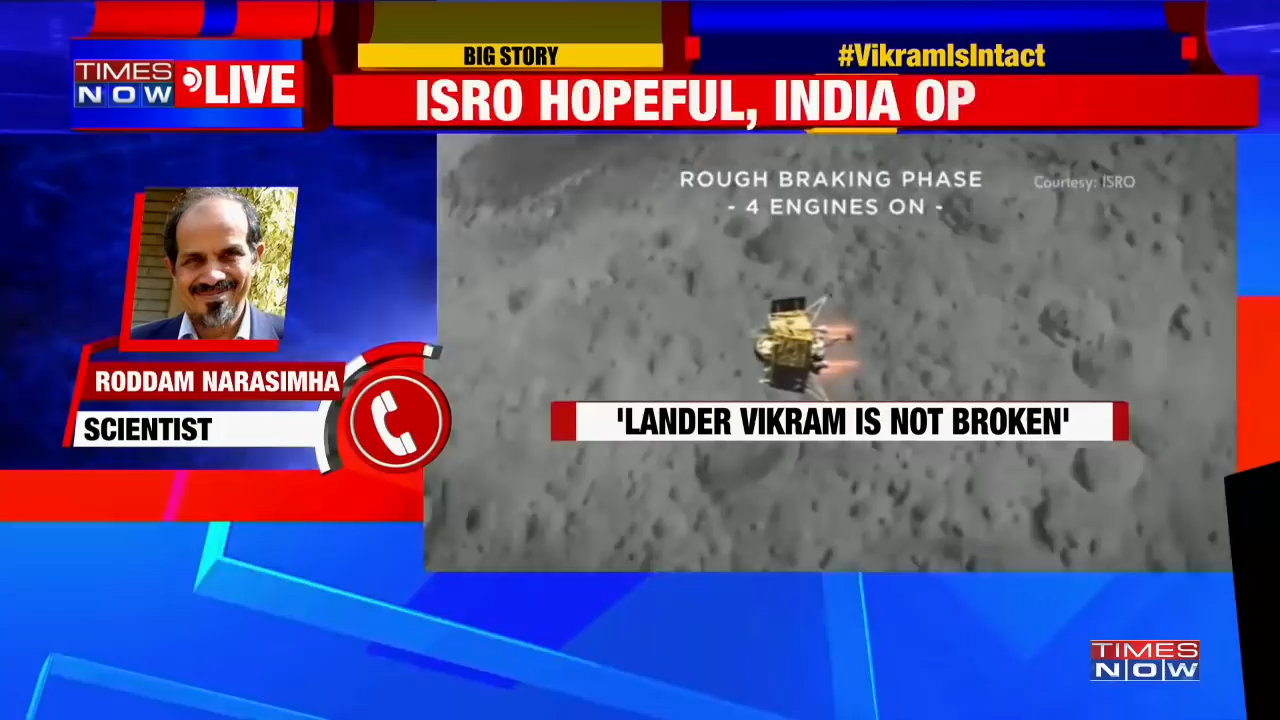 BIG STORY
#VikramIsIntact
TIMES NOW LIVE
ISRO HOPEFUL, INDIA OP
ROUGH BRAKING PHASE
- 4 ENGINES ON -
Courtesy: ISRO
RODDAM NARASIMHA
SCIENTIST
'LANDER VIKRAM IS NOT BROKEN'
TIMES
NOW